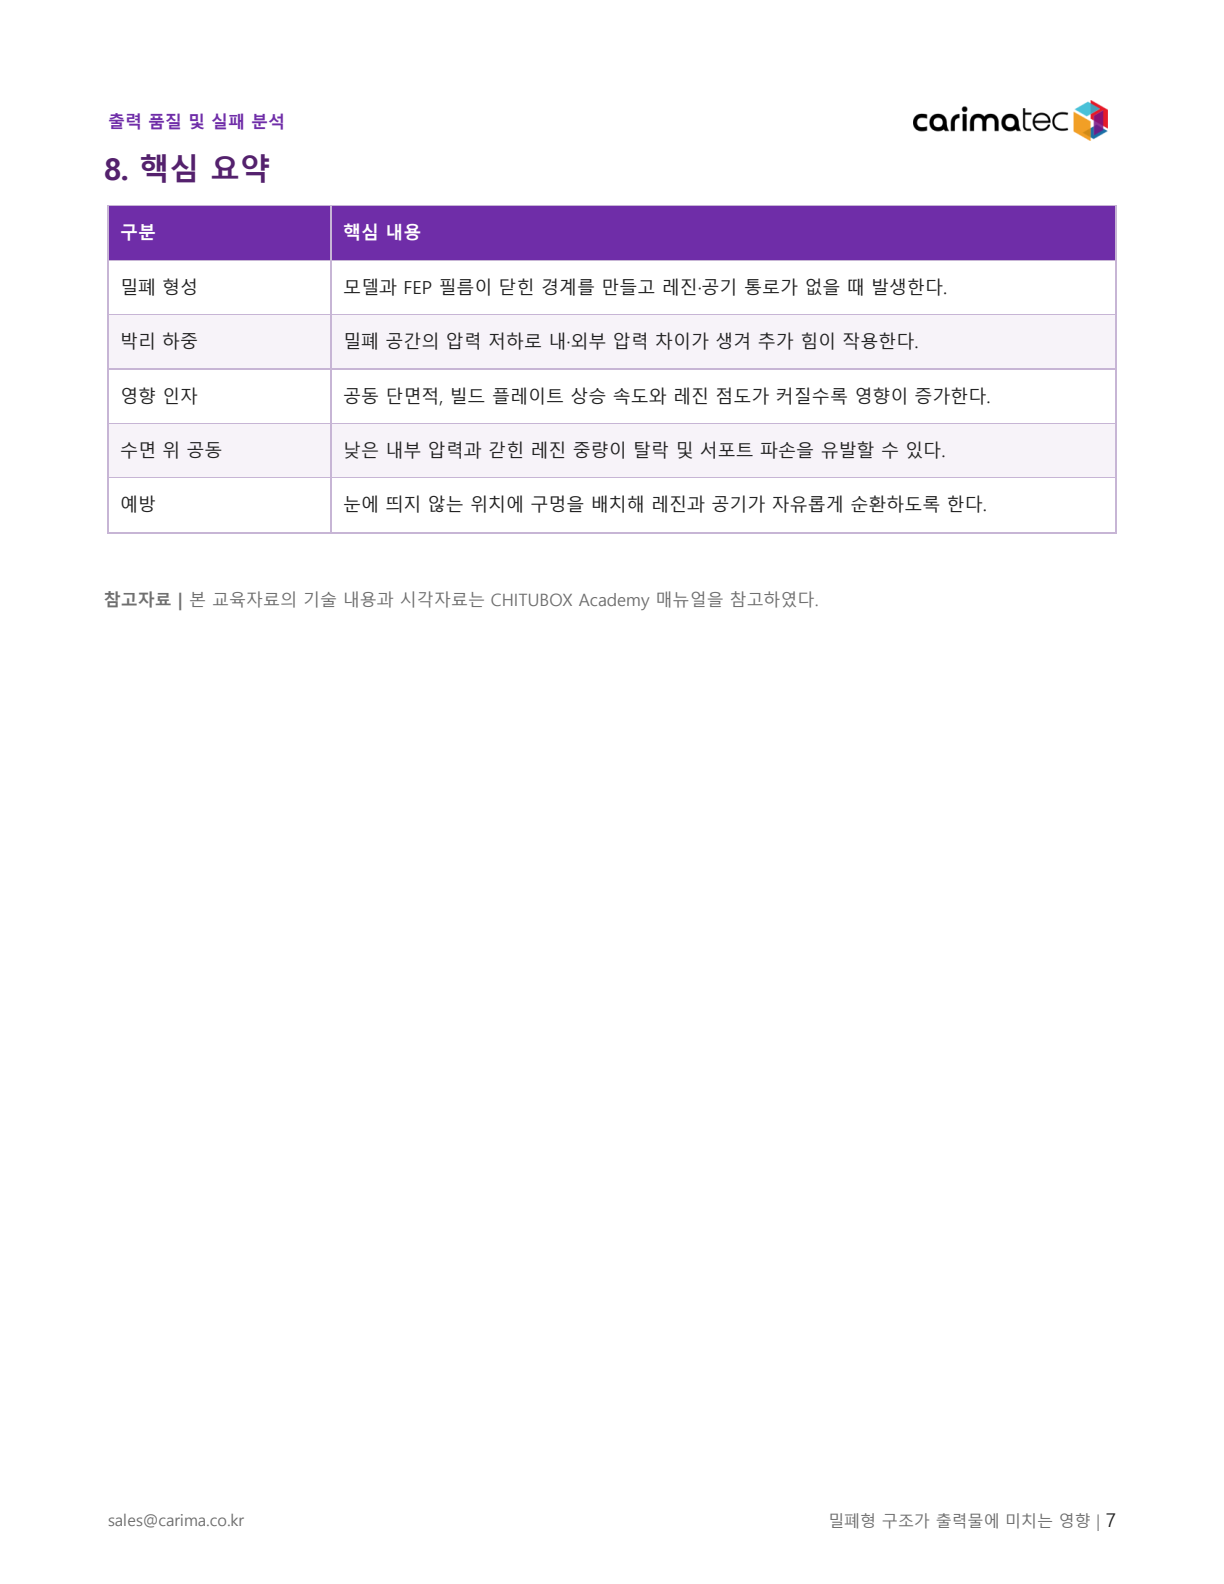 출력 품질 및 실패 분석
carimatec
8. 핵심 요약
구분 핵심 내용
밀폐 형성 모델과 FEP 필름이 닫힌 경계를 만들고 레진·공기 통로가 없을 때 발생한다.
박리 하중 밀폐 공간의 압력 저하로 내·외부 압력 차이가 생겨 추가 힘이 작용한다.
영향 인자 공동 단면적, 빌드 플레이트 상승 속도와 레진 점도가 커질수록 영향이 증가한다.
수면 위 공동 낮은 내부 압력과 갇힌 레진 중량이 탈락 및 서포트 파손을 유발할 수 있다.
예방 눈에 띄지 않는 위치에 구멍을 배치해 레진과 공기가 자유롭게 순환하도록 한다.
참고자료 | 본 교육자료의 기술 내용과 시각자료는 CHITUBOX Academy 매뉴얼을 참고하였다.
sales@carima.co.kr 밀폐형 구조가 출력물에 미치는 영향 | 7